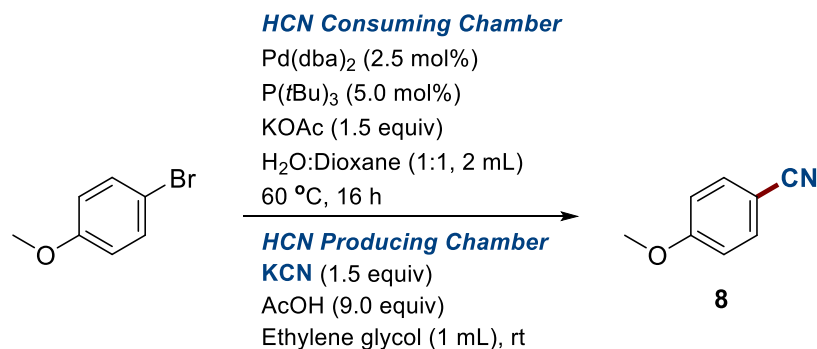 HCN Consuming Chamber
Pd(dba)₂ (2.5 mol%)
P(tBu)₃ (5.0 mol%)
KOAc (1.5 equiv)
H₂O:Dioxane (1:1, 2 mL)
60 ⁰C, 16 h
Br
O
HCN Producing Chamber
KCN (1.5 equiv)
AcOH (9.0 equiv)
Ethylene glycol (1 mL), rt
CN
O
8